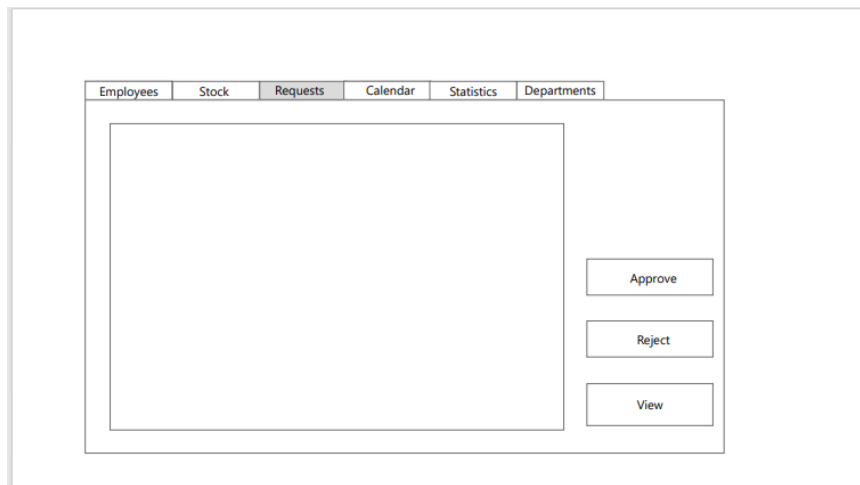 Employees Stock Requests Calendar Statistics Departments
Approve
Reject
View